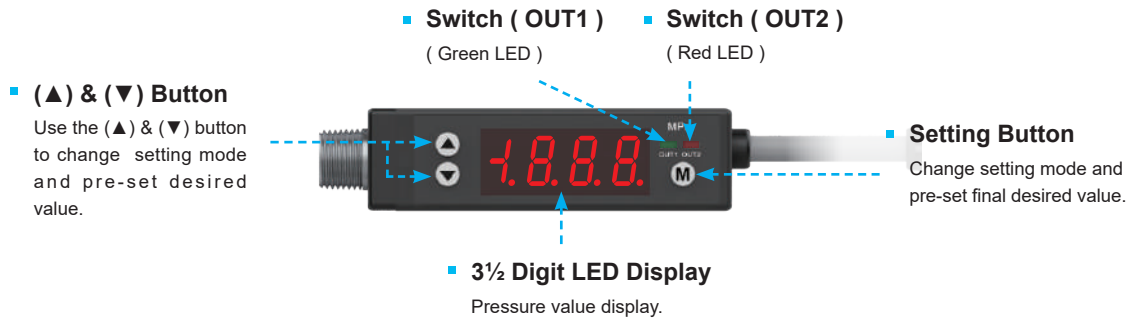 Switch ( OUT1 )
( Green LED )
Switch ( OUT2 )
( Red LED )
(▲) & (▼) Button
Use the (▲) & (▼) button
to change setting mode
and pre-set desired
value.
-1.8.8.8.
OUT1 OUT2
M
Setting Button
Change setting mode and
pre-set final desired value.
3½ Digit LED Display
Pressure value display.